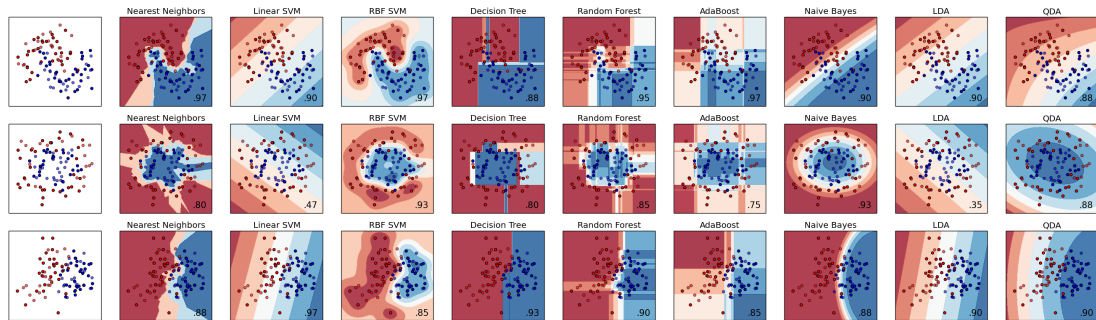 Nearest Neighbors Linear SVM RBF SVM Decision Tree Random Forest AdaBoost Naive Bayes LDA QDA
.97 .90 .97 .88 .95 .97 .90 .90 .88
Nearest Neighbors Linear SVM RBF SVM Decision Tree Random Forest AdaBoost Naive Bayes LDA QDA
.80 .47 .93 .80 .85 .75 .93 .35 .88
Nearest Neighbors Linear SVM RBF SVM Decision Tree Random Forest AdaBoost Naive Bayes LDA QDA
.88 .97 .85 .93 .90 .85 .88 .97 .90